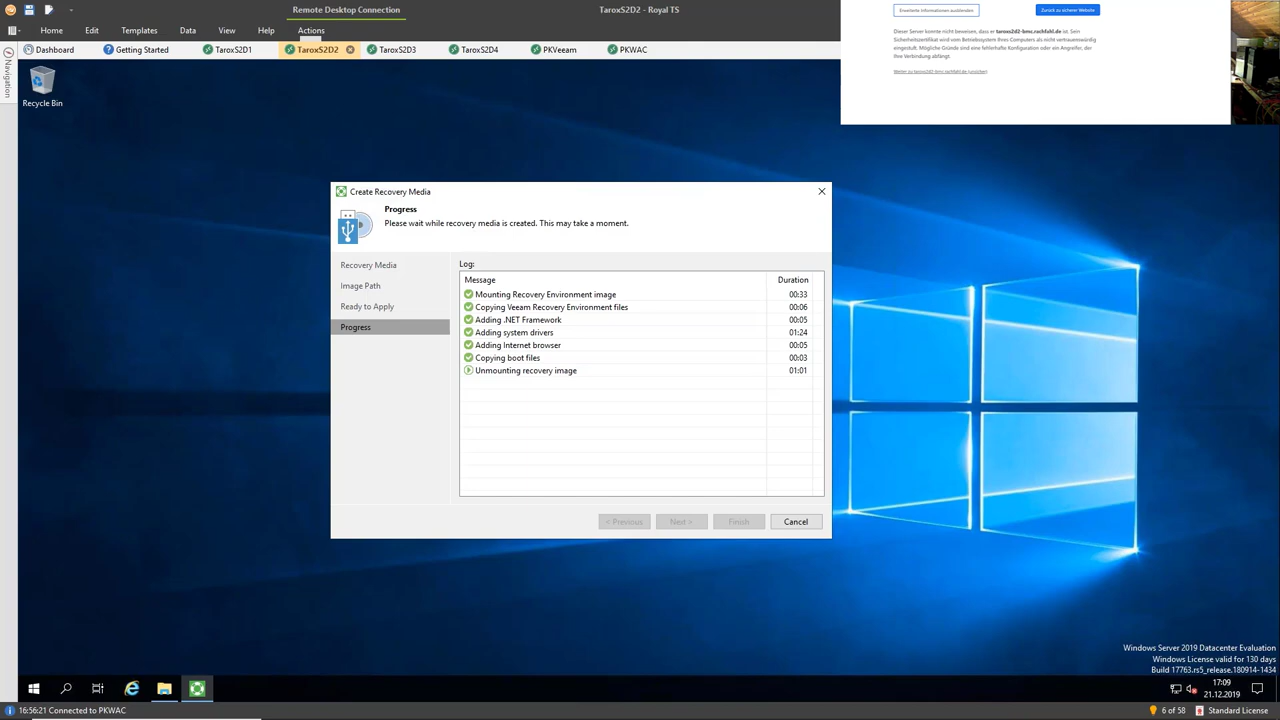 Remote Desktop Connection
TaroxS2D2 - Royal TS
Home Edit Templates Data View Help Actions
Dashboard Getting Started TaroxS2D2 PKVeeam PKWAC
TaroxS2D4
Navigation
Recycle Bin
Erweiterte Informationen ausblenden
Zurück zu sicherer Website
Dieser Server konnte nicht beweisen, dass er taroxs2d2-bmc.rachfahl.de ist. Sein
Sicherheitszertifikat wird vom Betriebssystem Ihres Computers als nicht vertrauenswürdig
eingestuft. Mögliche Gründe sind eine fehlerhafte Konfiguration oder ein Angreifer, der
Ihre Verbindung abfängt.
Weiter zu taroxs2d2-bmc.rachfahl.de (unsicher)
Create Recovery Media
Progress
Please wait while recovery media is created. This may take a moment.
Recovery Media
Image Path
Ready to Apply
Progress
Log:
Message Duration
Mounting Recovery Environment image 00:33
Copying Veeam Recovery Environment files 00:06
Adding .NET Framework 00:05
Adding system drivers 01:24
Adding Internet browser 00:05
Copying boot files 00:03
Unmounting recovery image 01:01
< Previous Next > Finish Cancel
Windows Server 2019 Datacenter Evaluation
Windows License valid for 130 days
Build 17763.rs5_release.180914-1434
17:09
21.12.2019
16:56:21 Connected to PKWAC
6 of 58 Standard License